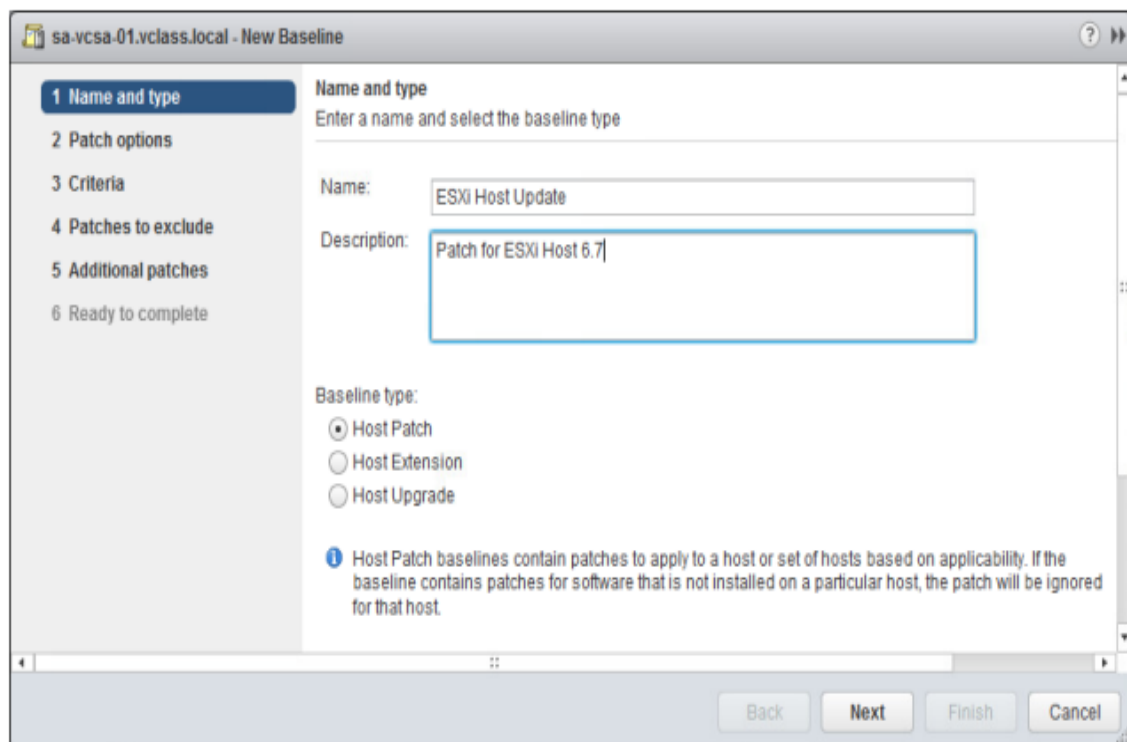 sa-vcsa-01.vclass.local - New Baseline
?
1 Name and type
2 Patch options
3 Criteria
4 Patches to exclude
5 Additional patches
6 Ready to complete
Name and type
Enter a name and select the baseline type
Name: ESXi Host Update
Description: Patch for ESXi Host 6.7
Baseline type:
Host Patch
Host Extension
Host Upgrade
Host Patch baselines contain patches to apply to a host or set of hosts based on applicability. If the
baseline contains patches for software that is not installed on a particular host, the patch will be ignored
for that host.
Back Next Finish Cancel